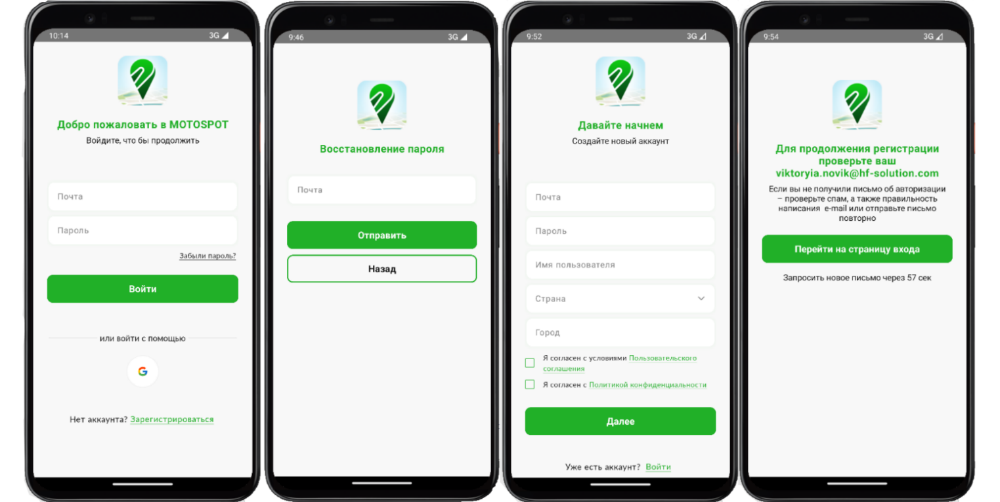 10:14
3G
Добро пожаловать в MOTOSPOT
Войдите, что бы продолжить
Почта
Пароль
Забыли пароль?
Войти
или войти с помощью
G
Нет аккаунта? Зарегистрироваться
9:46
3G
Восстановление пароля
Почта
Отправить
Назад
9:52
3G
Давайте начнем
Создайте новый аккаунт
Почта
Пароль
Имя пользователя
Страна
Город
Я согласен с условиями Пользовательского
соглашения
Я согласен с Политикой конфиденциальности
Далее
Уже есть аккаунт? Войти
9:54
3G
Для продолжения регистрации
проверьте ваш
viktoryia.novik@hf-solution.com
Если вы не получили письмо об авторизации
– проверьте спам, а также правильность
написания e-mail или отправьте письмо
повторно
Перейти на страницу входа
Запросить новое письмо через 57 сек